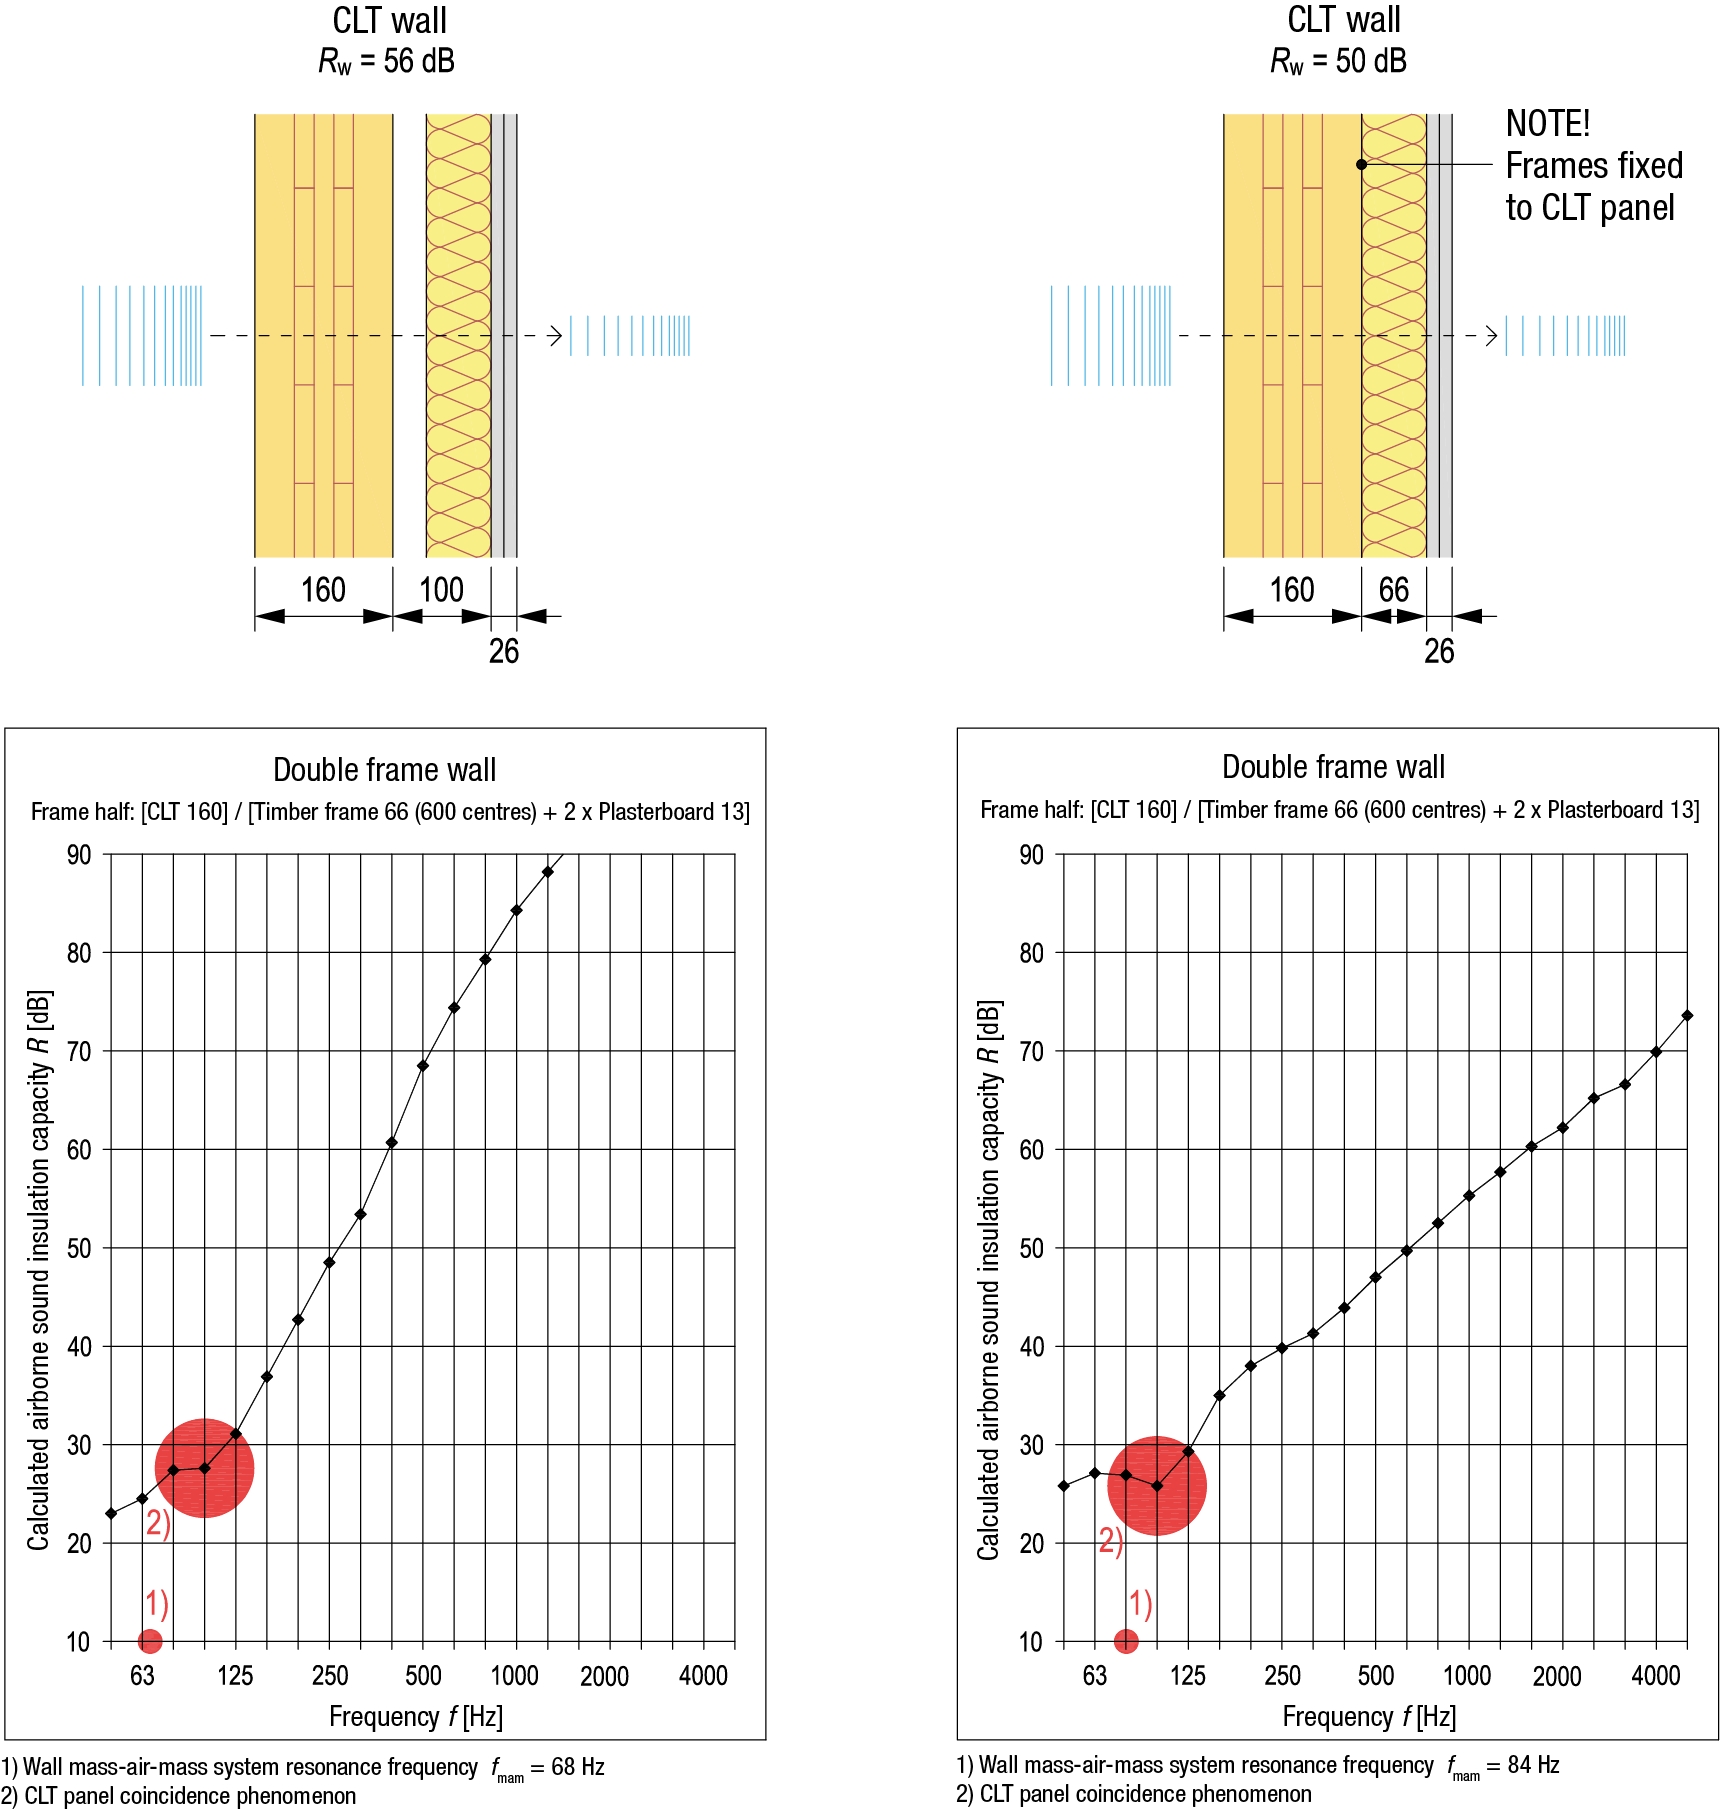 CLT wall
Rw = 56 dB
160
100
26
CLT wall
Rw = 50 dB
NOTE!
Frames fixed
to CLT panel
160
66
26
Double frame wall
Frame half: [CLT 160] / [Timber frame 66 (600 centres) + 2 x Plasterboard 13]
Calculated airborne sound insulation capacity R [dB]
90
80
70
60
50
40
30
20
10
2)
1)
63 125 250 500 1000 2000 4000
Frequency f [Hz]
1) Wall mass-air-mass system resonance frequency fmam = 68 Hz
2) CLT panel coincidence phenomenon
Double frame wall
Frame half: [CLT 160] / [Timber frame 66 (600 centres) + 2 x Plasterboard 13]
Calculated airborne sound insulation capacity R [dB]
90
80
70
60
50
40
30
20
10
2)
1)
63 125 250 500 1000 2000 4000
Frequency f [Hz]
1) Wall mass-air-mass system resonance frequency fmam = 84 Hz
2) CLT panel coincidence phenomenon